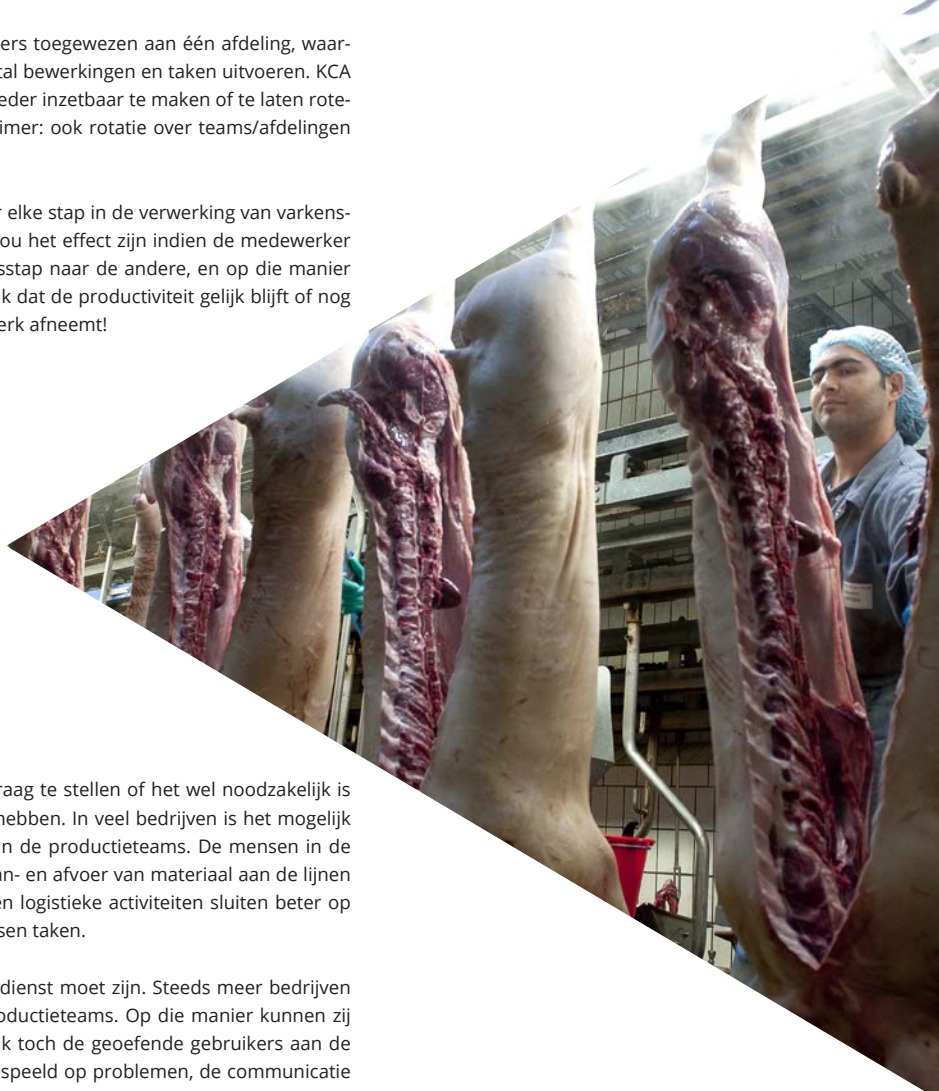 ers toegewezen aan één afdeling, waar-
tal bewerkingen en taken uitvoeren. KCA
eder inzetbaar te maken of te laten rote-
imer: ook rotatie over teams/afdelingen
elke stap in de verwerking van varkens-
ou het effect zijn indien de medewerker
sstap naar de andere, en op die manier
k dat de productiviteit gelijk blijft of nog
erk afneemt!
raag te stellen of het wel noodzakelijk is
hebben. In veel bedrijven is het mogelijk
n de productieteams. De mensen in de
an- en afvoer van materiaal aan de lijnen
en logistieke activiteiten sluiten beter op
sen taken.
dienst moet zijn. Steeds meer bedrijven
oductieteams. Op die manier kunnen zij
k toch de geoefende gebruikers aan de
speeld op problemen, de communicatie